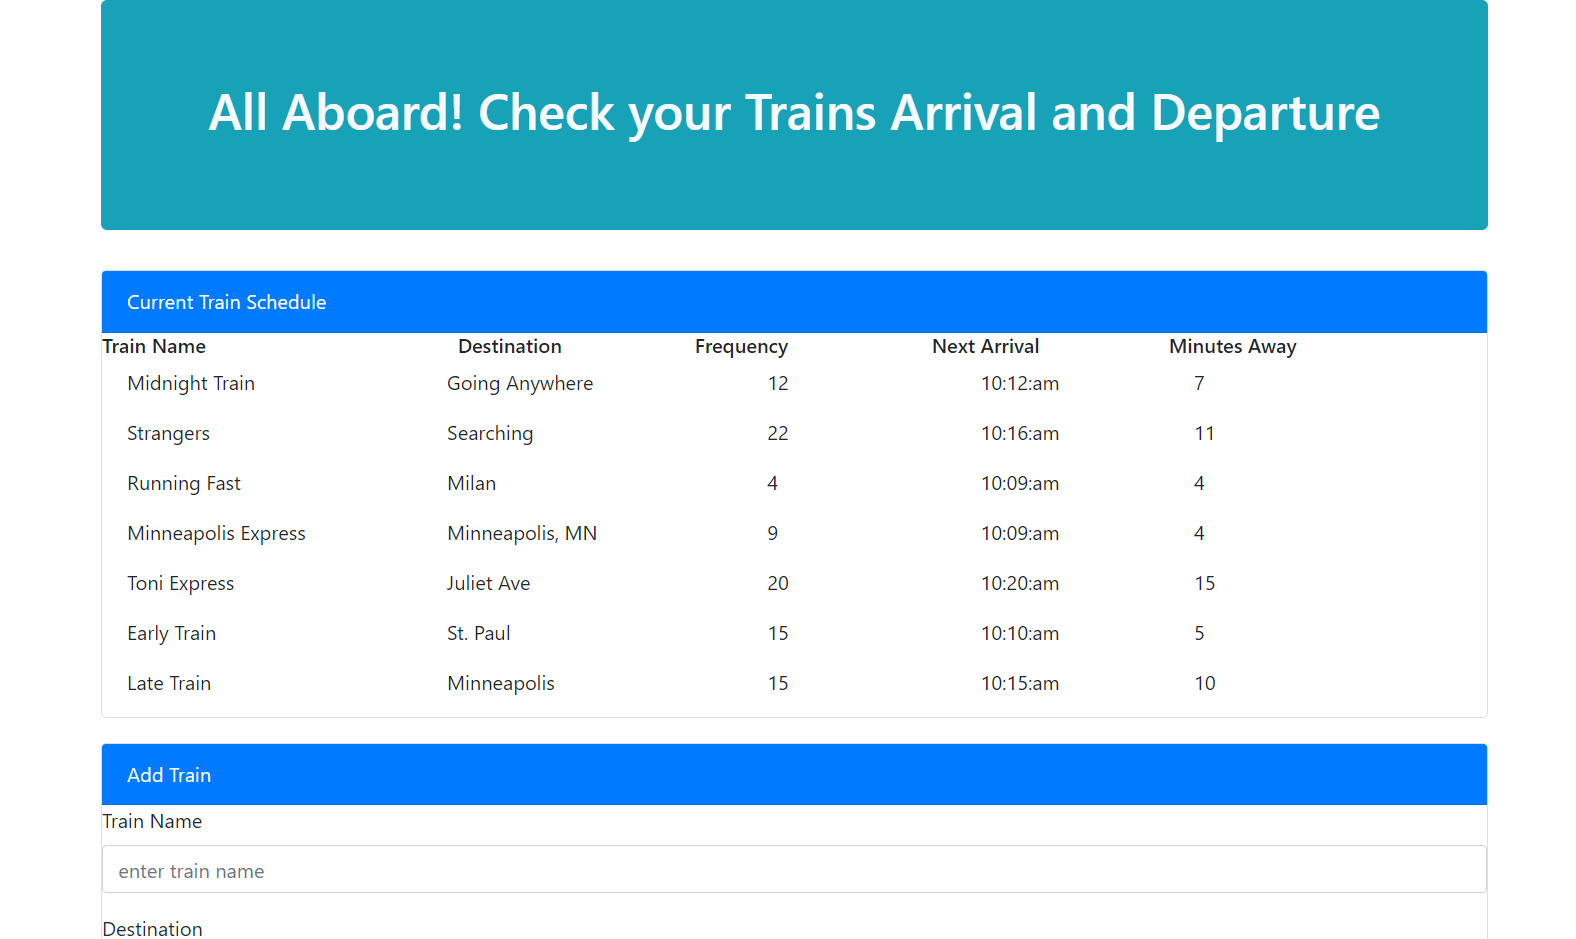 All Aboard! Check your Trains Arrival and Departure
Current Train Schedule
Train Name Destination Frequency Next Arrival Minutes Away
Midnight Train Going Anywhere 12 10:12:am 7
Strangers Searching 22 10:16:am 11
Running Fast Milan 4 10:09:am 4
Minneapolis Express Minneapolis, MN 9 10:09:am 4
Toni Express Juliet Ave 20 10:20:am 15
Early Train St. Paul 15 10:10:am 5
Late Train Minneapolis 15 10:15:am 10
Add Train
Train Name
enter train name
Destination